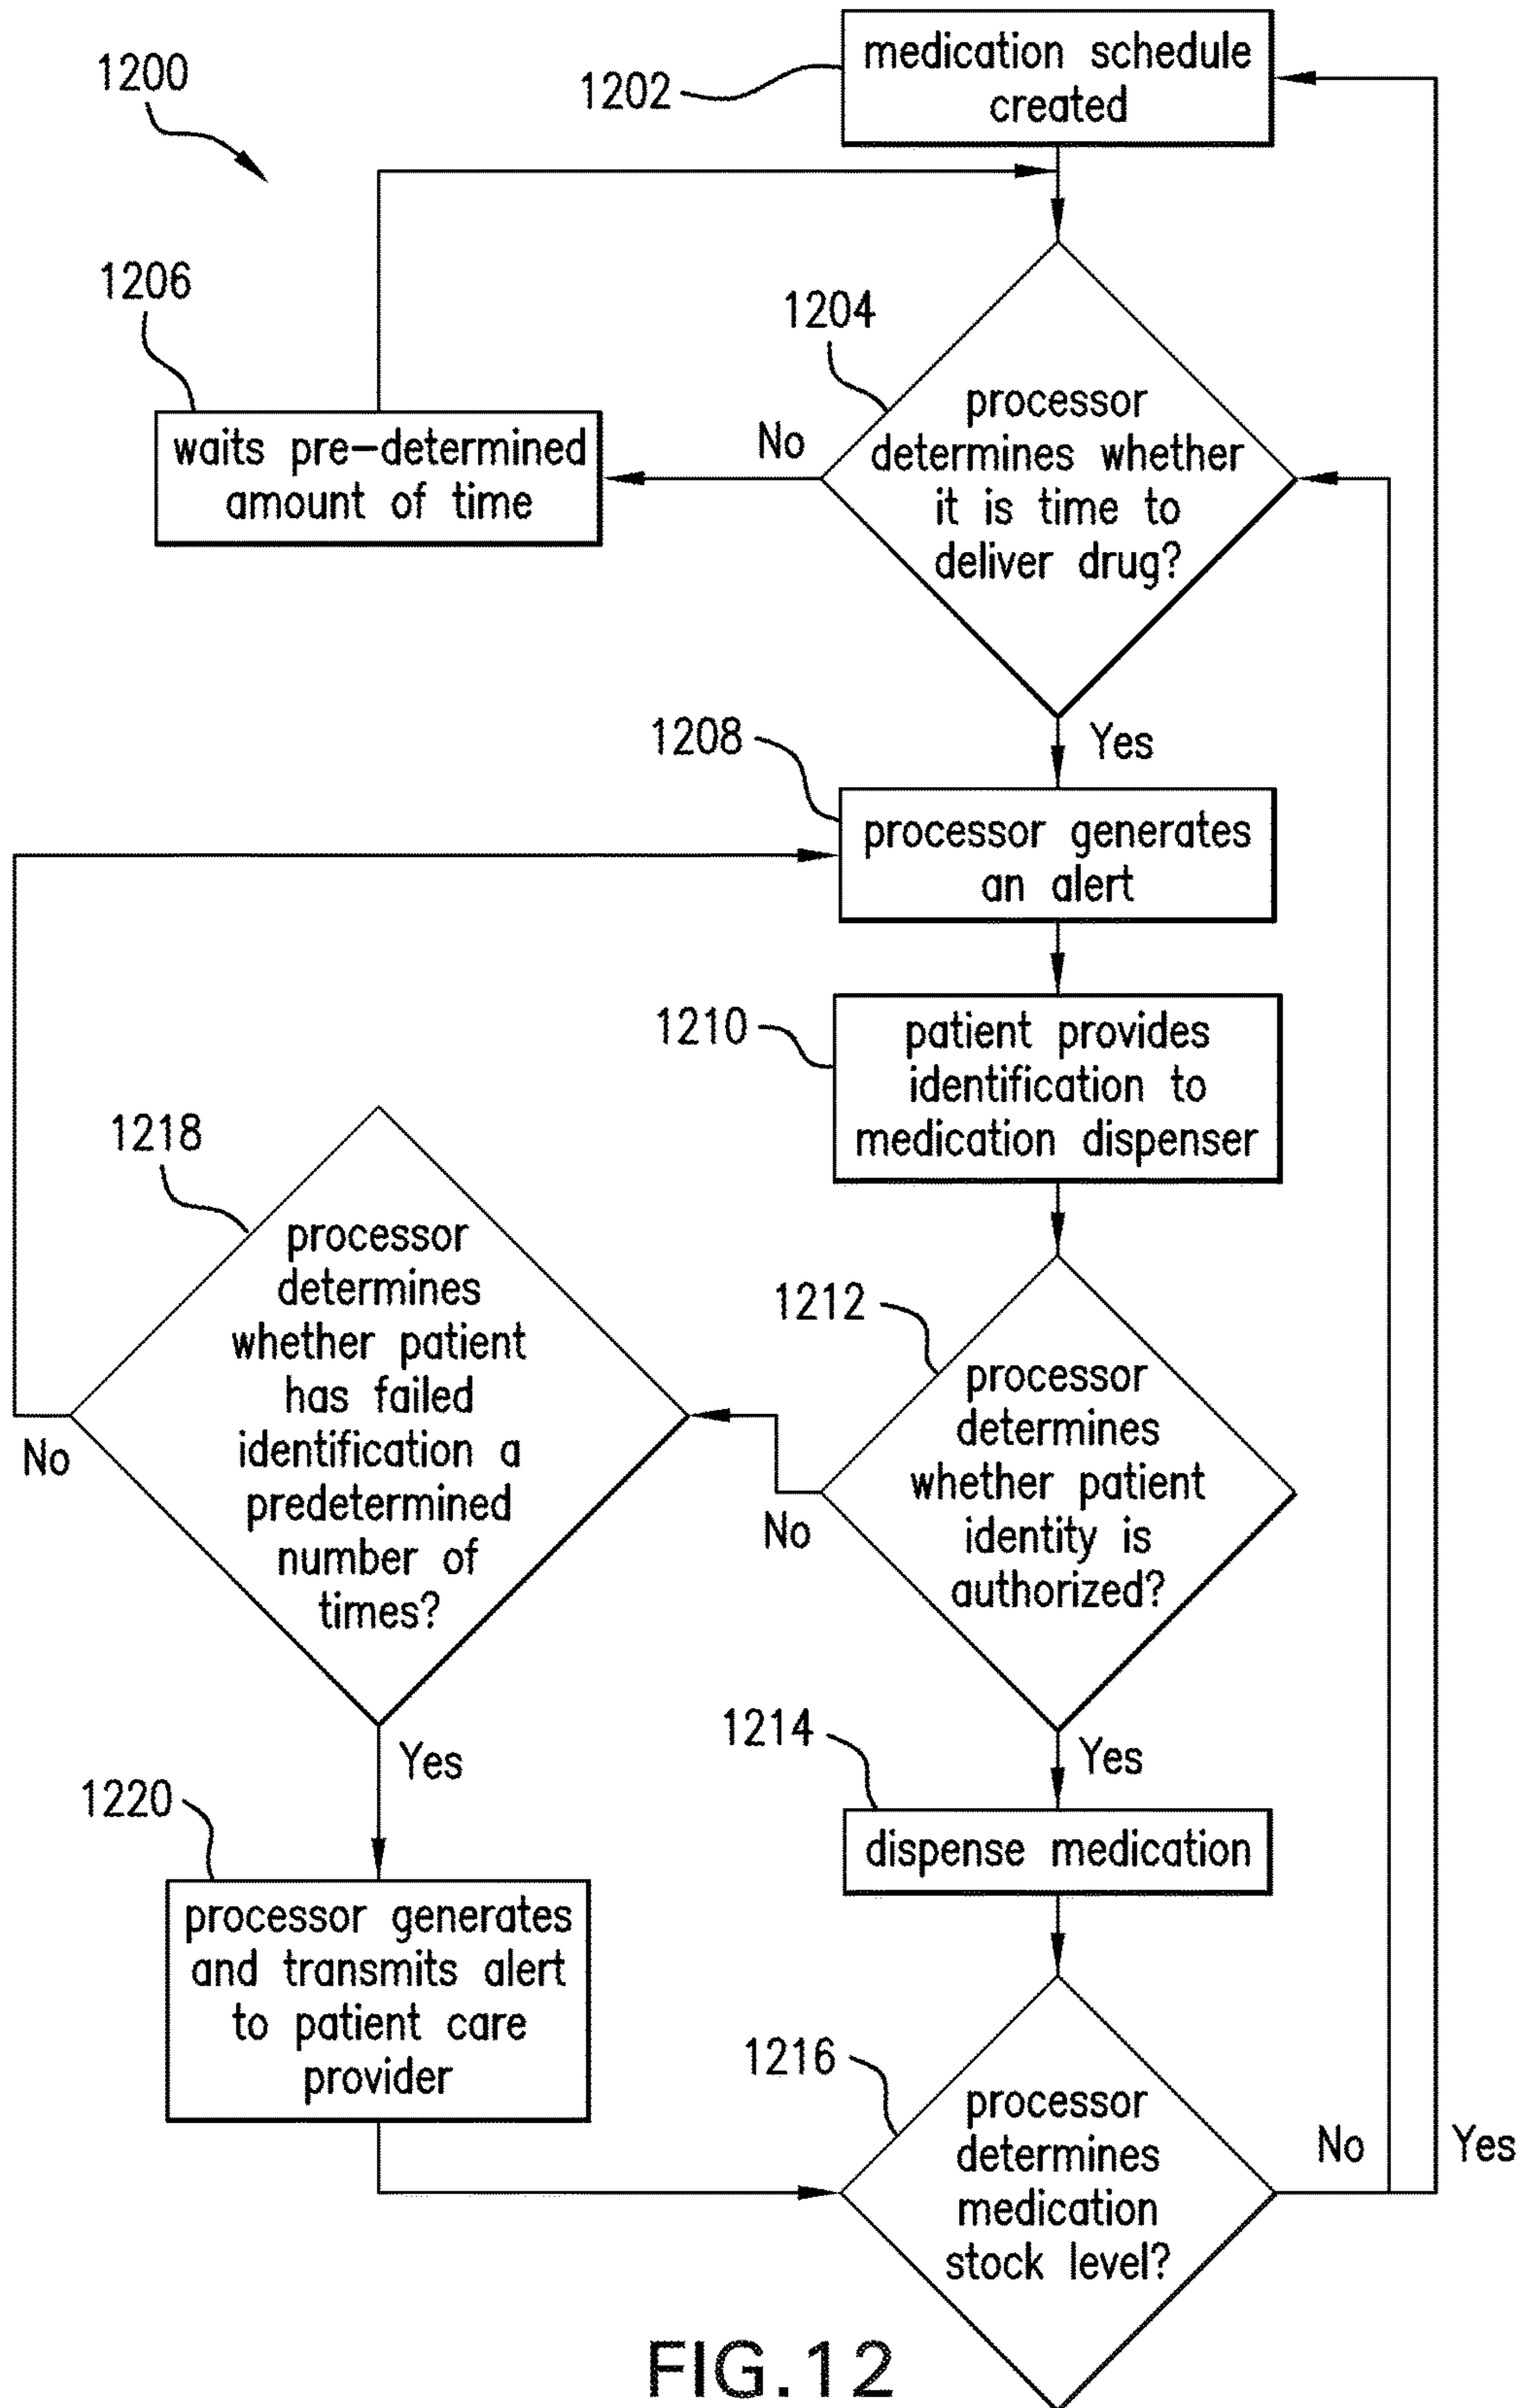 1200
1202
medication schedule
created
1206
1204
waits pre-determined
amount of time
No
processor
determines whether
it is time to
deliver drug?
1208
Yes
processor generates
an alert
1210
patient provides
identification to
medication dispenser
1218
processor
determines
whether patient
has failed
identification a
predetermined
number of
times?
No
1212
processor
determines
whether patient
identity is
authorized?
No
Yes
1220
processor generates
and transmits alert
to patient care
provider
1214
Yes
dispense medication
1216
processor
determines
medication
stock level?
No
Yes
FIG.12